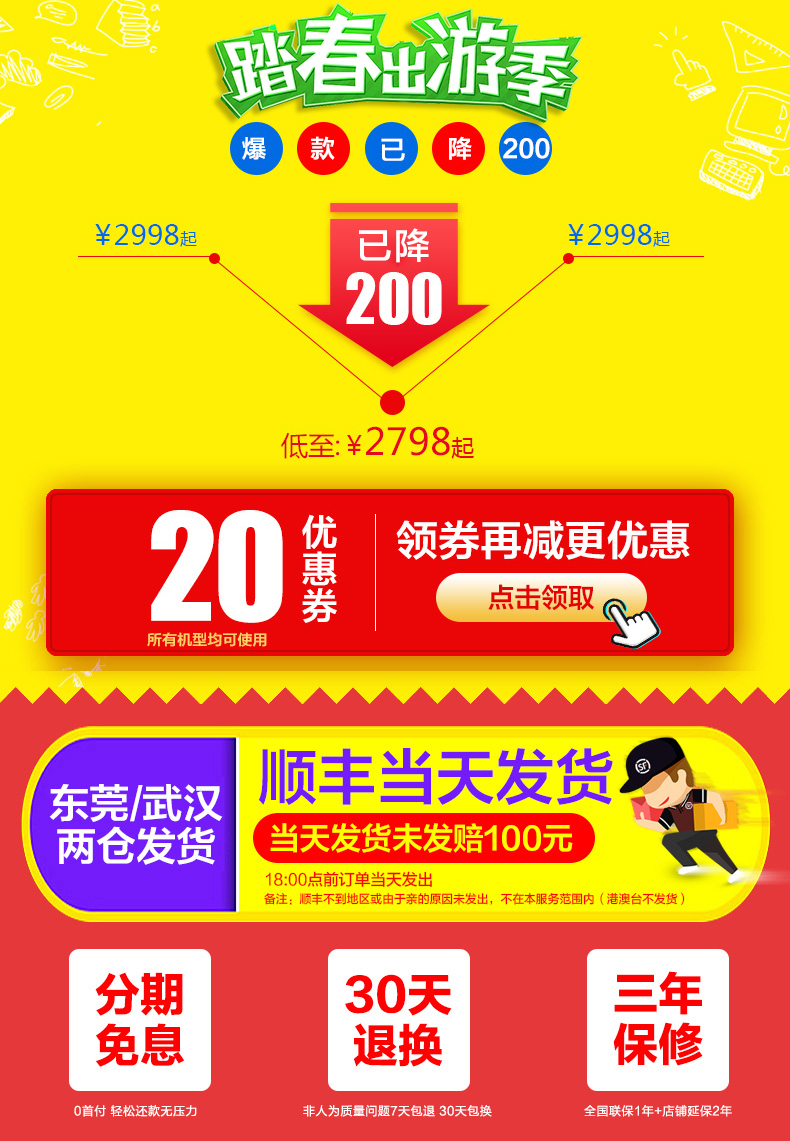 踏春出游季
爆款已降200
¥2998起
已降
200
¥2998起
低至:¥2798起
20
优惠券
所有机型均可使用
领券再减更优惠
点击领取
东莞/武汉
两仓发货
顺丰当天发货
当天发货未发赔100元
18:00点前订单当天发出
备注：顺丰不到地区或由于亲的原因未发出，不在本服务范围内（港澳台不发货）
SF
分期
免息
0首付 轻松还款无压力
30天
退换
非人为质量问题7天包退 30天包换
三年
保修
全国联保1年+店铺延保2年